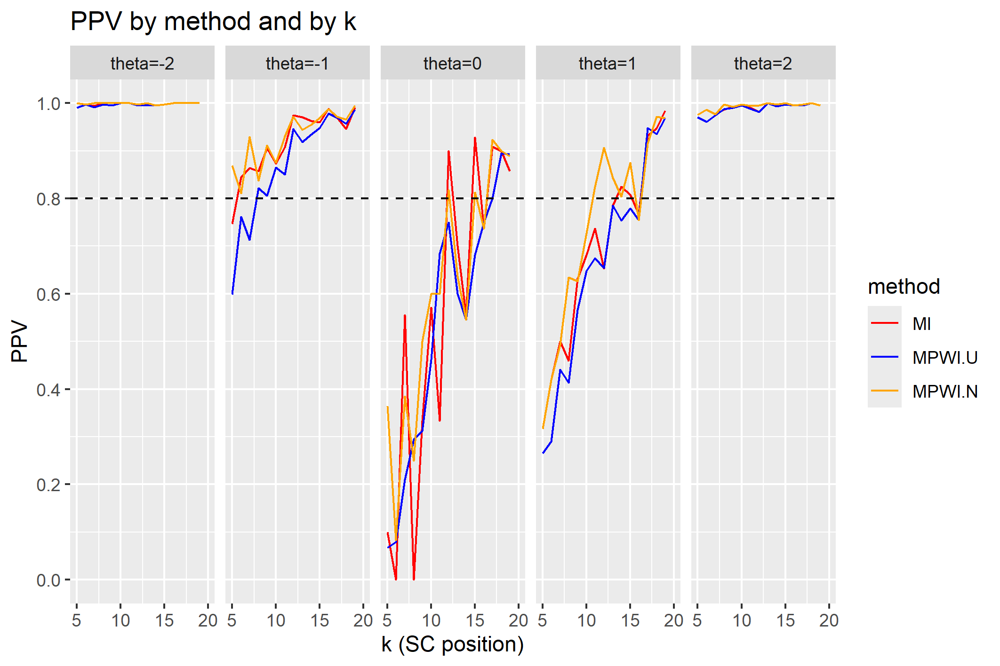 PPV by method and by k
theta=-2 theta=-1 theta=0 theta=1 theta=2
1.0
0.8
0.6
0.4
0.2
0.0
PPV
5 10 15 20 5 10 15 20 5 10 15 20 5 10 15 20 5 10 15 20
k (SC position)
method
MI
MPWI.U
MPWI.N